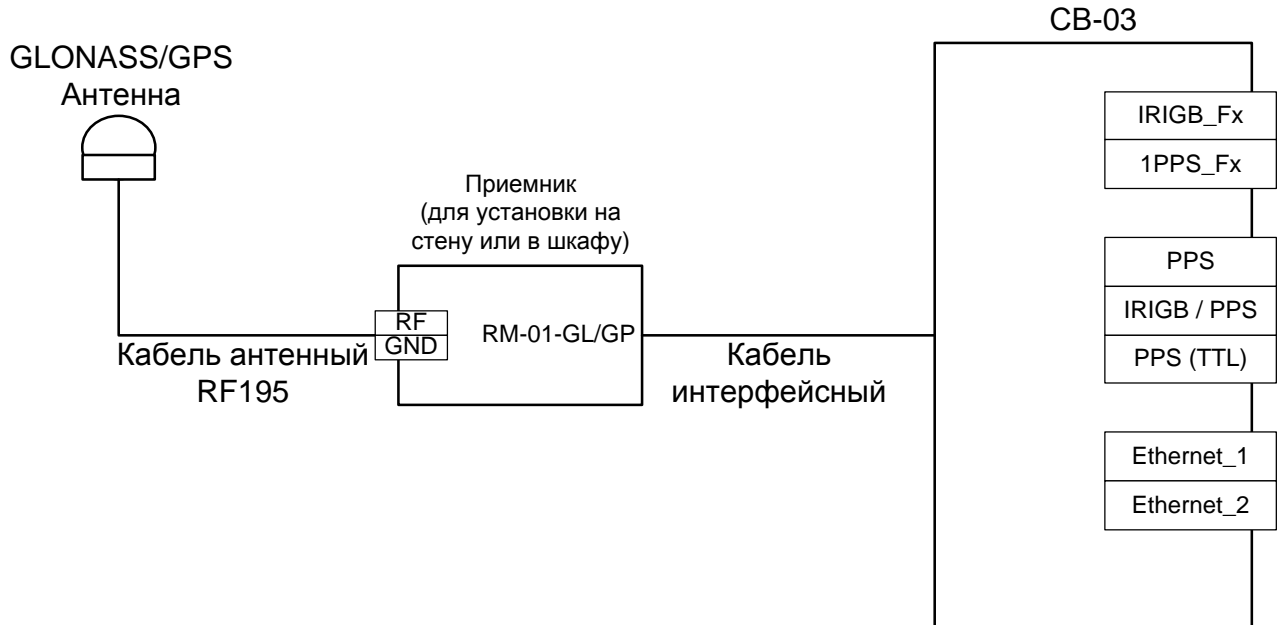 СВ-03
GLONASS/GPS
Антенна
IRIGB_Fx
1PPS_Fx
Приемник
(для установки на
стену или в шкафу)
PPS
IRIGB / PPS
PPS (TTL)
RF
GND
RM-01-GL/GP
Кабель антенный
RF195
Кабель
интерфейсный
Ethernet_1
Ethernet_2